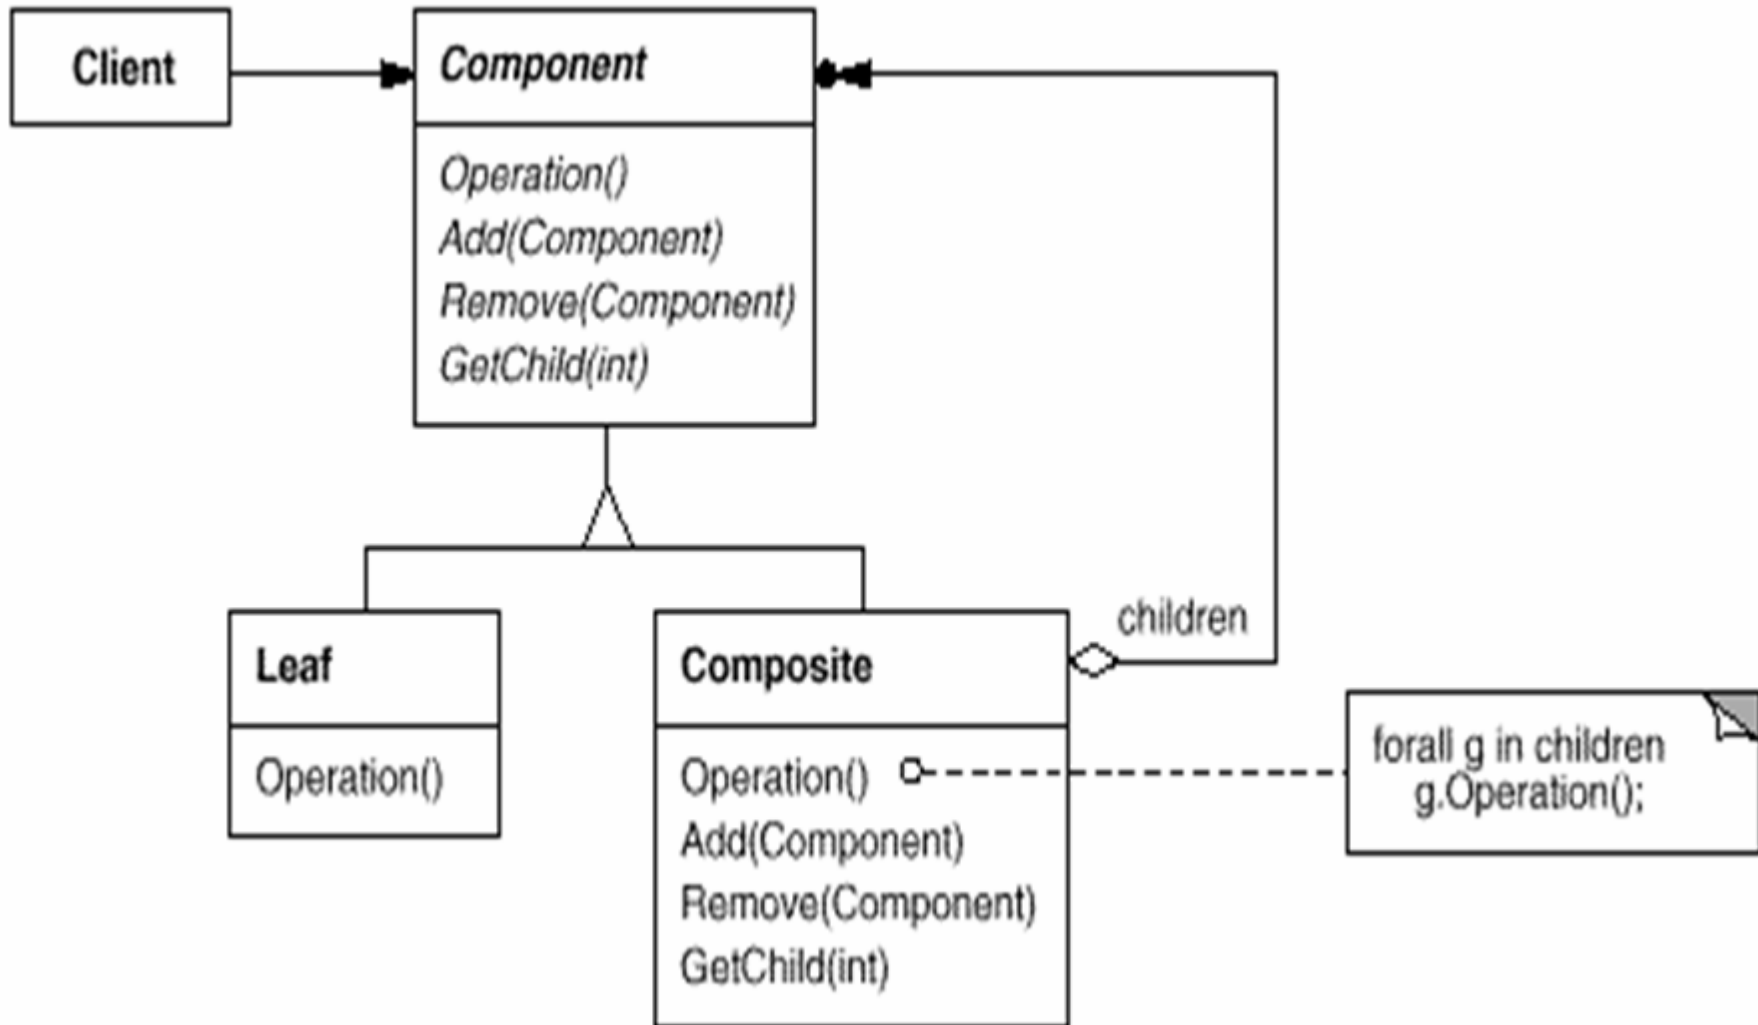 Client
Component
Operation()
Add(Component)
Remove(Component)
GetChild(int)
children
Leaf
Operation()
Composite
Operation()
Add(Component)
Remove(Component)
GetChild(int)
forall g in children
g.Operation();